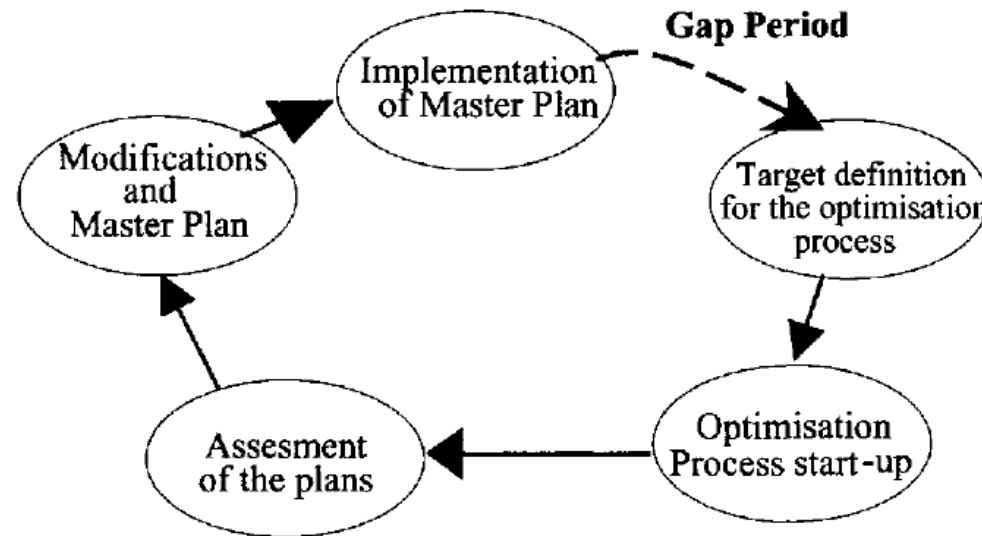 Gap Period
Implementation
of Master Plan
Modifications
and
Master Plan
Target definition
for the optimisation
process
Optimisation
Process start-up
Assesment
of the plans